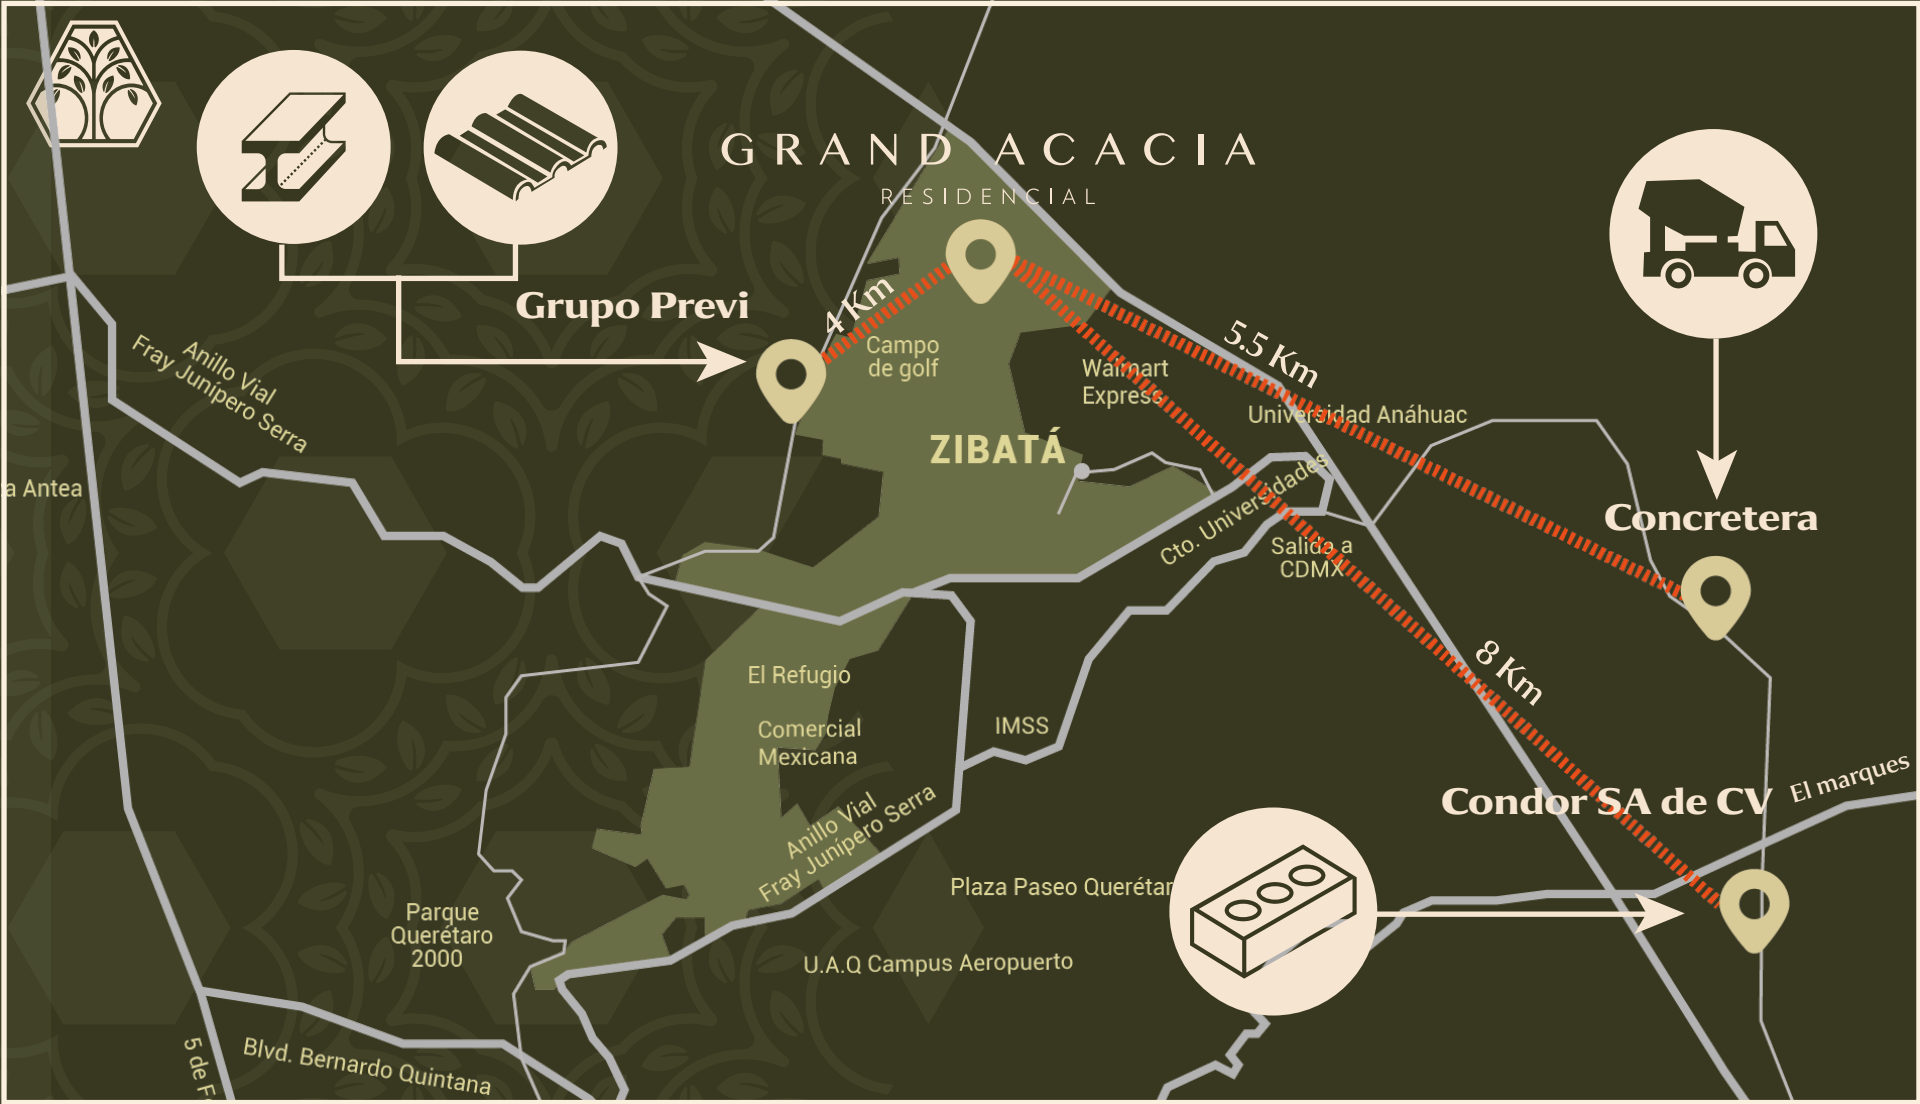 GRAND ACACIA
RESIDENCIAL
Grupo Previ
4 Km
5.5 Km
Campo
de golf
Walmart
Express
Anillo Vial
Fray Junípero Serra
Universidad Anáhuac
ZIBATÁ
a Antea
Cto. Universidades
Concretera
Salida a
CDMX
El Refugio
8 Km
Comercial
Mexicana
IMSS
El marques
Condor SA de CV
Anillo Vial
Fray Junípero Serra
Plaza Paseo Queréta
Parque
Querétaro
2000
U.A.Q Campus Aeropuerto
5 de F
Blvd. Bernardo Quintana